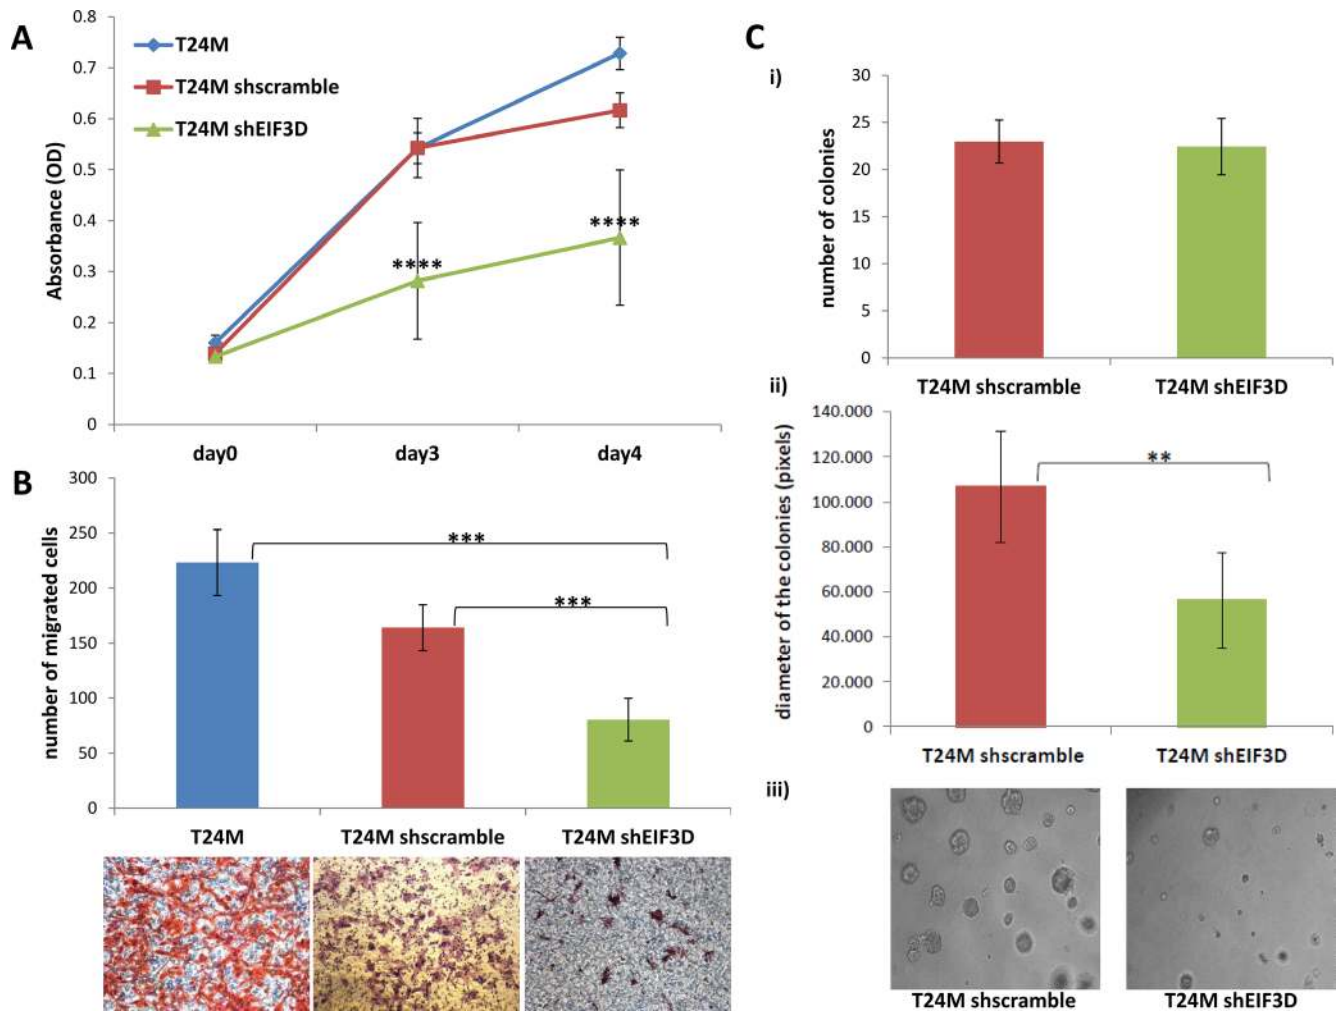 A
T24M
T24M shscramble
T24M shEIF3D
Absorbance (OD)
0.8
0.7
0.6
0.5
0.4
0.3
0.2
0.1
0
****
****
day0 day3 day4
B
number of migrated cells
300
250
200
150
100
50
0
***
***
T24M T24M shscramble T24M shEIF3D
C
i)
number of colonies
30
25
20
15
10
5
0
T24M shscramble T24M shEIF3D
ii)
diameter of the colonies (pixels)
140.000
120.000
100.000
80.000
60.000
40.000
20.000
0
**
T24M shscramble T24M shEIF3D
iii)
T24M shscramble T24M shEIF3D